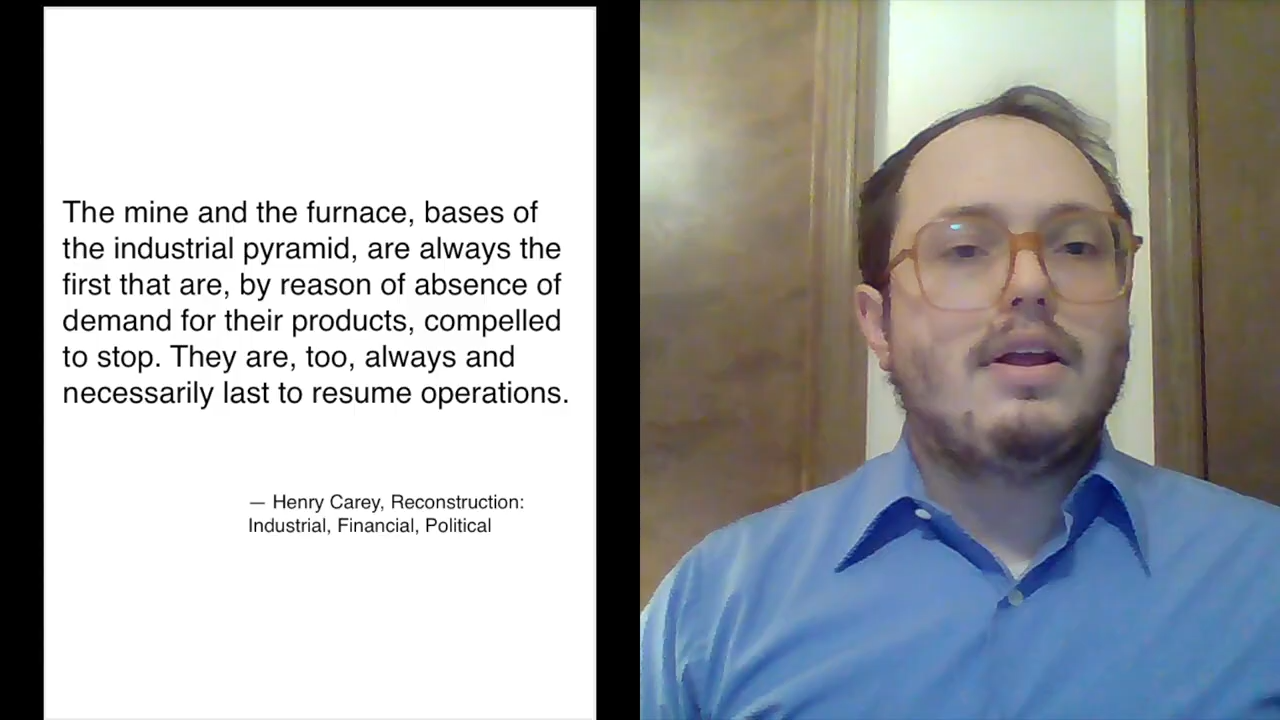 The mine and the furnace, bases of
the industrial pyramid, are always the
first that are, by reason of absence of
demand for their products, compelled
to stop. They are, too, always and
necessarily last to resume operations.
— Henry Carey, Reconstruction:
Industrial, Financial, Political